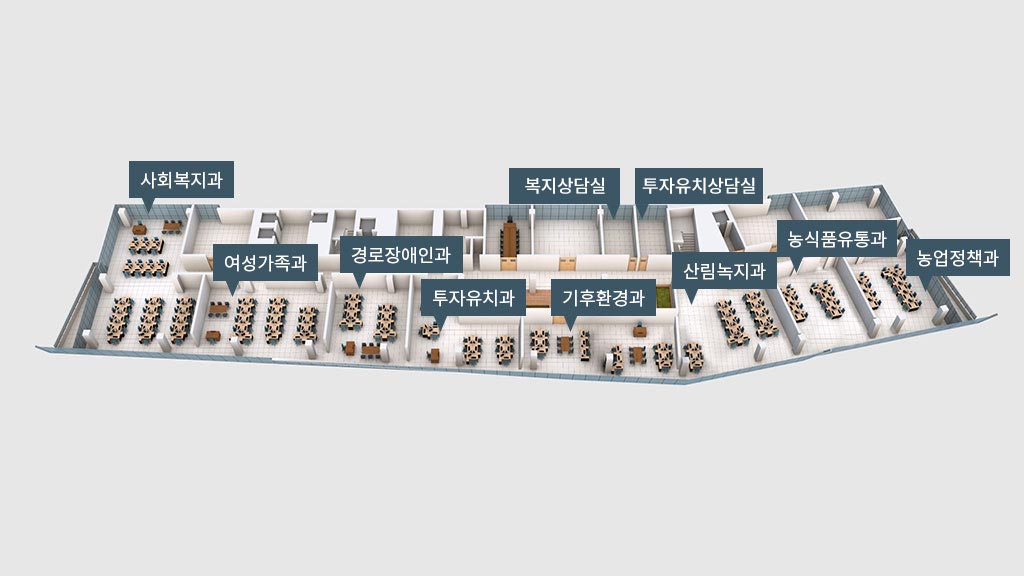 사회복지과
복지상담실
투자유치상담실
여성가족과
경로장애인과
농식품유통과
농업정책과
산림녹지과
투자유치과
기후환경과